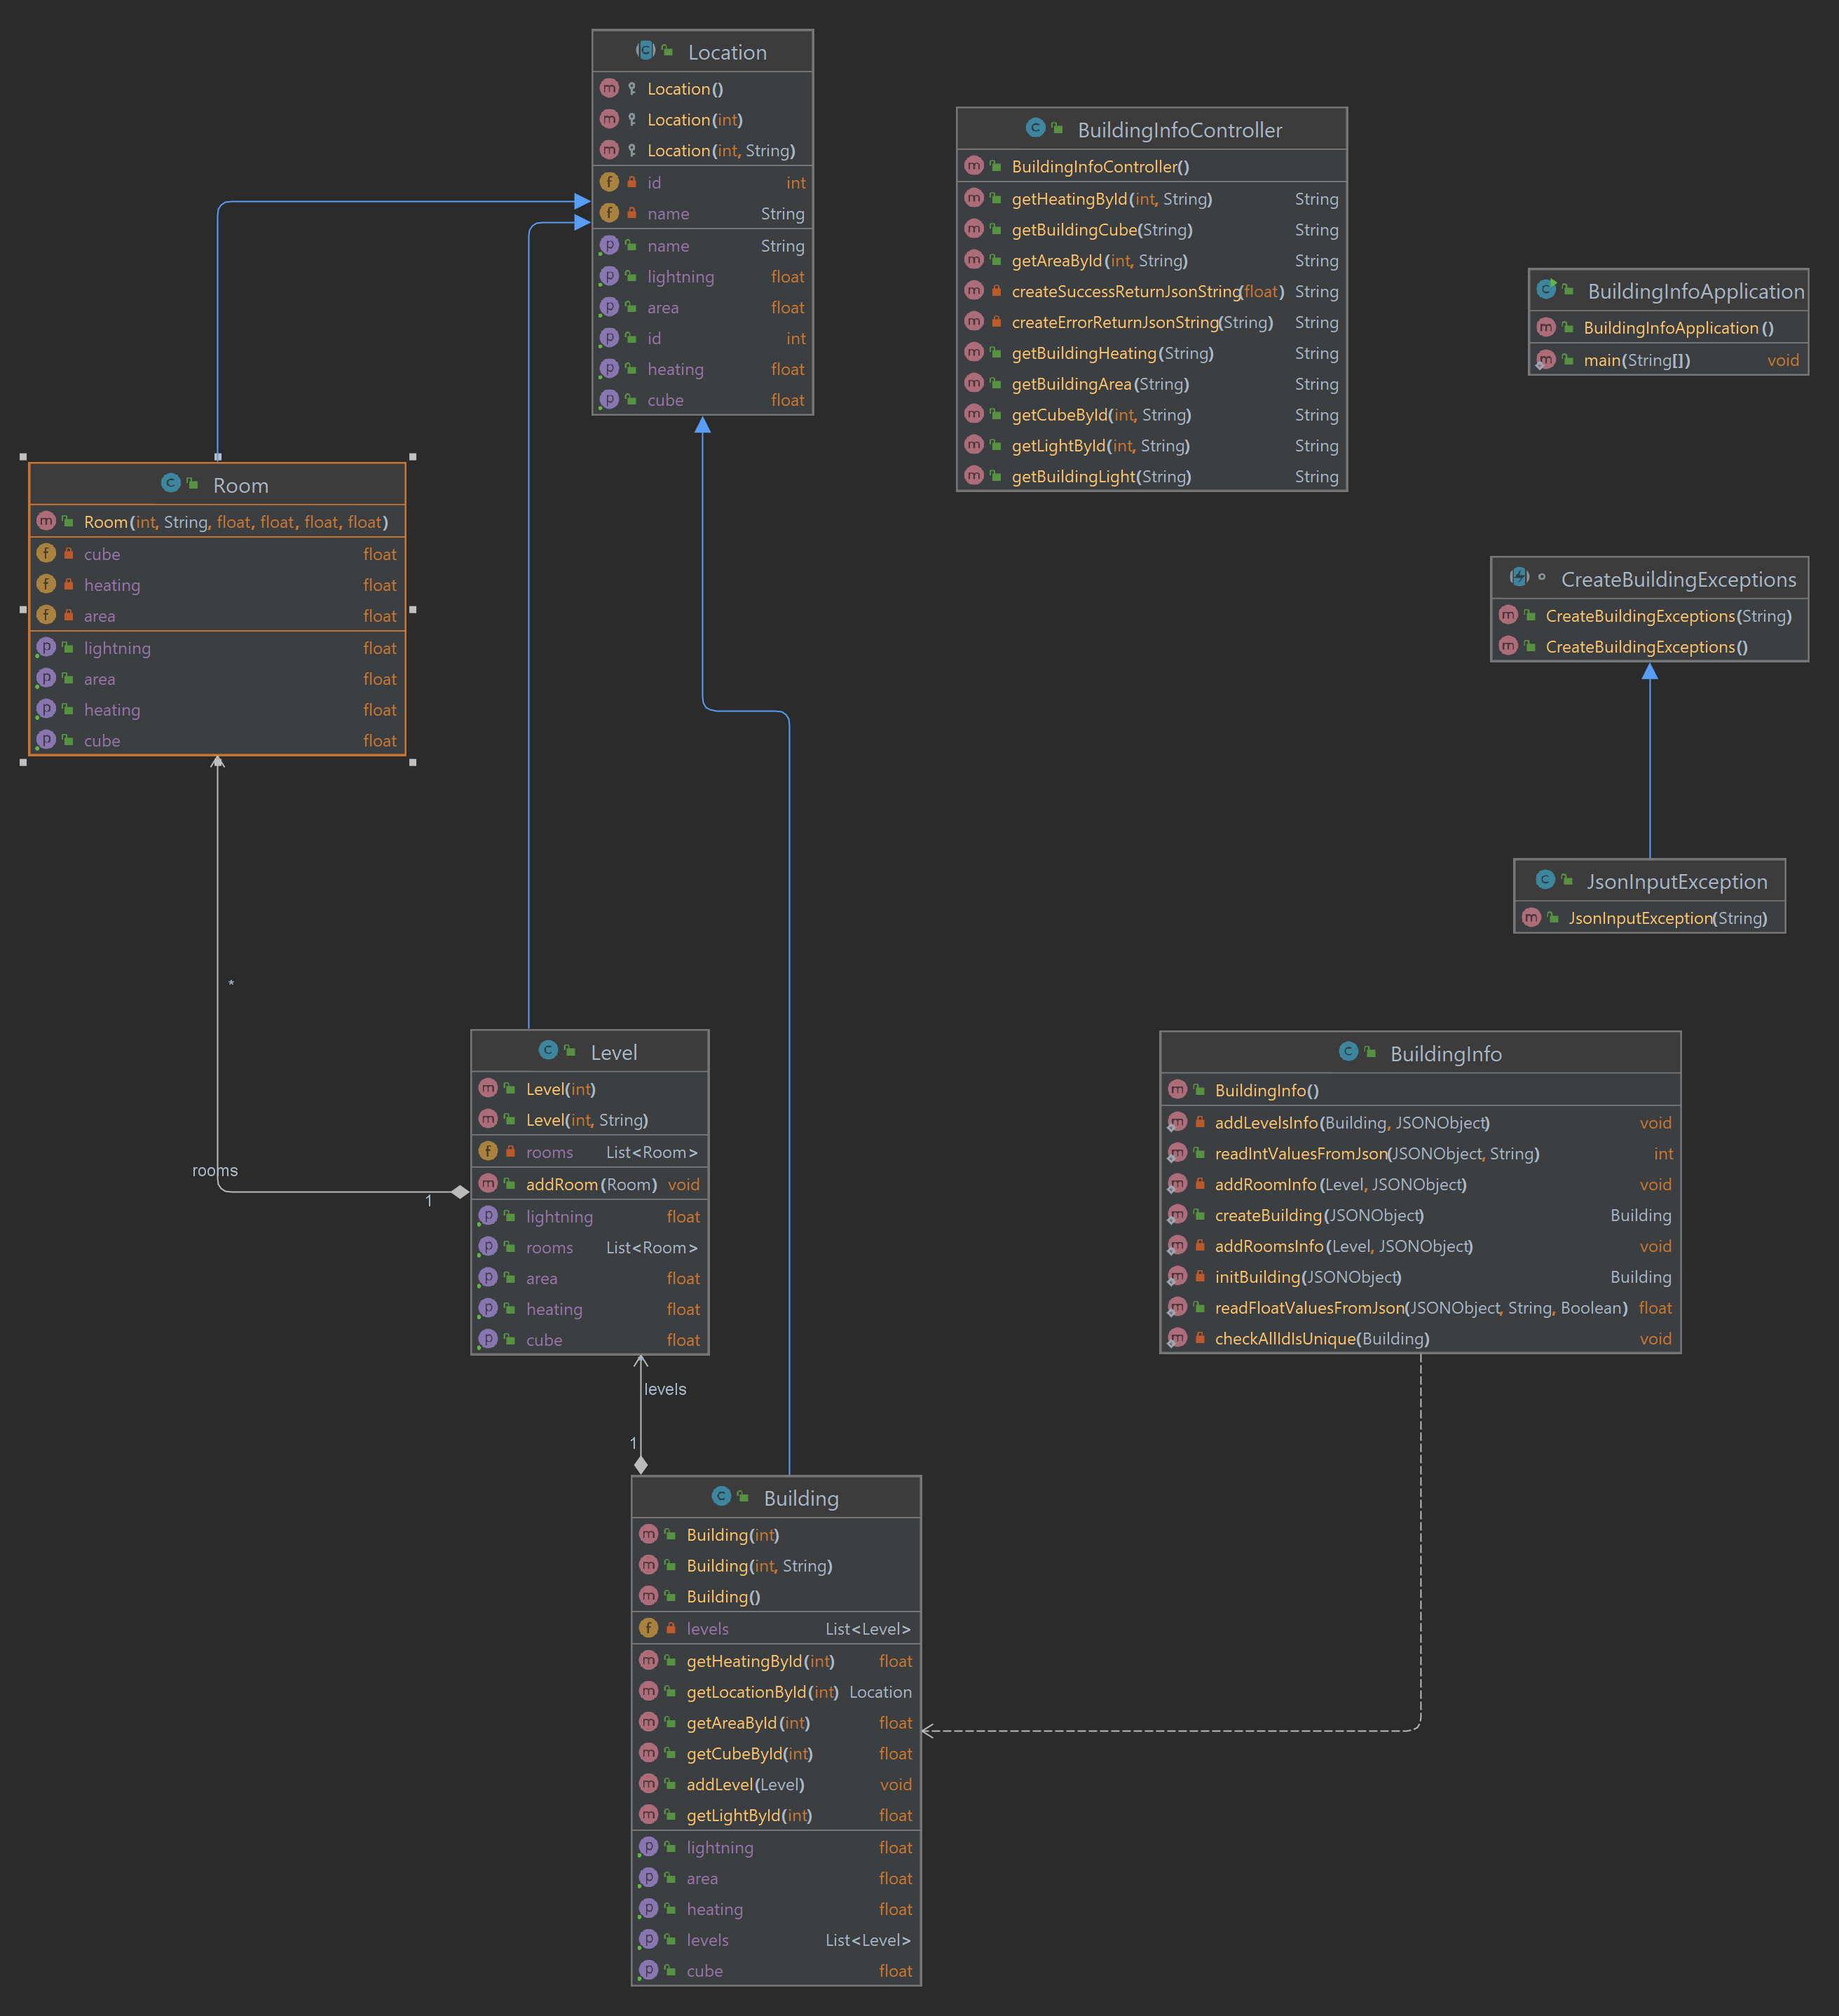 Location
Location()
Location(int)
Location(int, String)
id int
name String
name String
lightning float
area float
id int
heating float
cube float
BuildingInfoController
BuildingInfoController()
getHeatingById(int, String) String
getBuildingCube(String) String
getAreaById(int, String) String
createSuccessReturnJsonString(float) String
createErrorReturnJsonString(String) String
getBuildingHeating(String) String
getBuildingArea(String) String
getCubeById(int, String) String
getLightById(int, String) String
getBuildingLight(String) String
BuildingInfoApplication
BuildingInfoApplication()
main(String[]) void
Room
Room(int, String, float, float, float, float)
cube float
heating float
area float
lightning float
area float
heating float
cube float
CreateBuildingExceptions
CreateBuildingExceptions(String)
CreateBuildingExceptions()
JsonInputException
JsonInputException(String)
*
rooms
1
Level
Level(int)
Level(int, String)
rooms List<Room>
addRoom(Room) void
lightning float
rooms List<Room>
area float
heating float
cube float
BuildingInfo
BuildingInfo()
addLevelsInfo(Building, JSONObject) void
readIntValuesFromJson(JSONObject, String) int
addRoomInfo(Level, JSONObject) void
createBuilding(JSONObject) Building
addRoomsInfo(Level, JSONObject) void
initBuilding(JSONObject) Building
readFloatValuesFromJson(JSONObject, String, Boolean) float
checkAllIdIsUnique(Building) void
levels
1
Building
Building(int)
Building(int, String)
Building()
levels List<Level>
getHeatingById(int) float
getLocationById(int) Location
getAreaById(int) float
getCubeById(int) float
addLevel(Level) void
getLightById(int) float
lightning float
area float
heating float
levels List<Level>
cube float